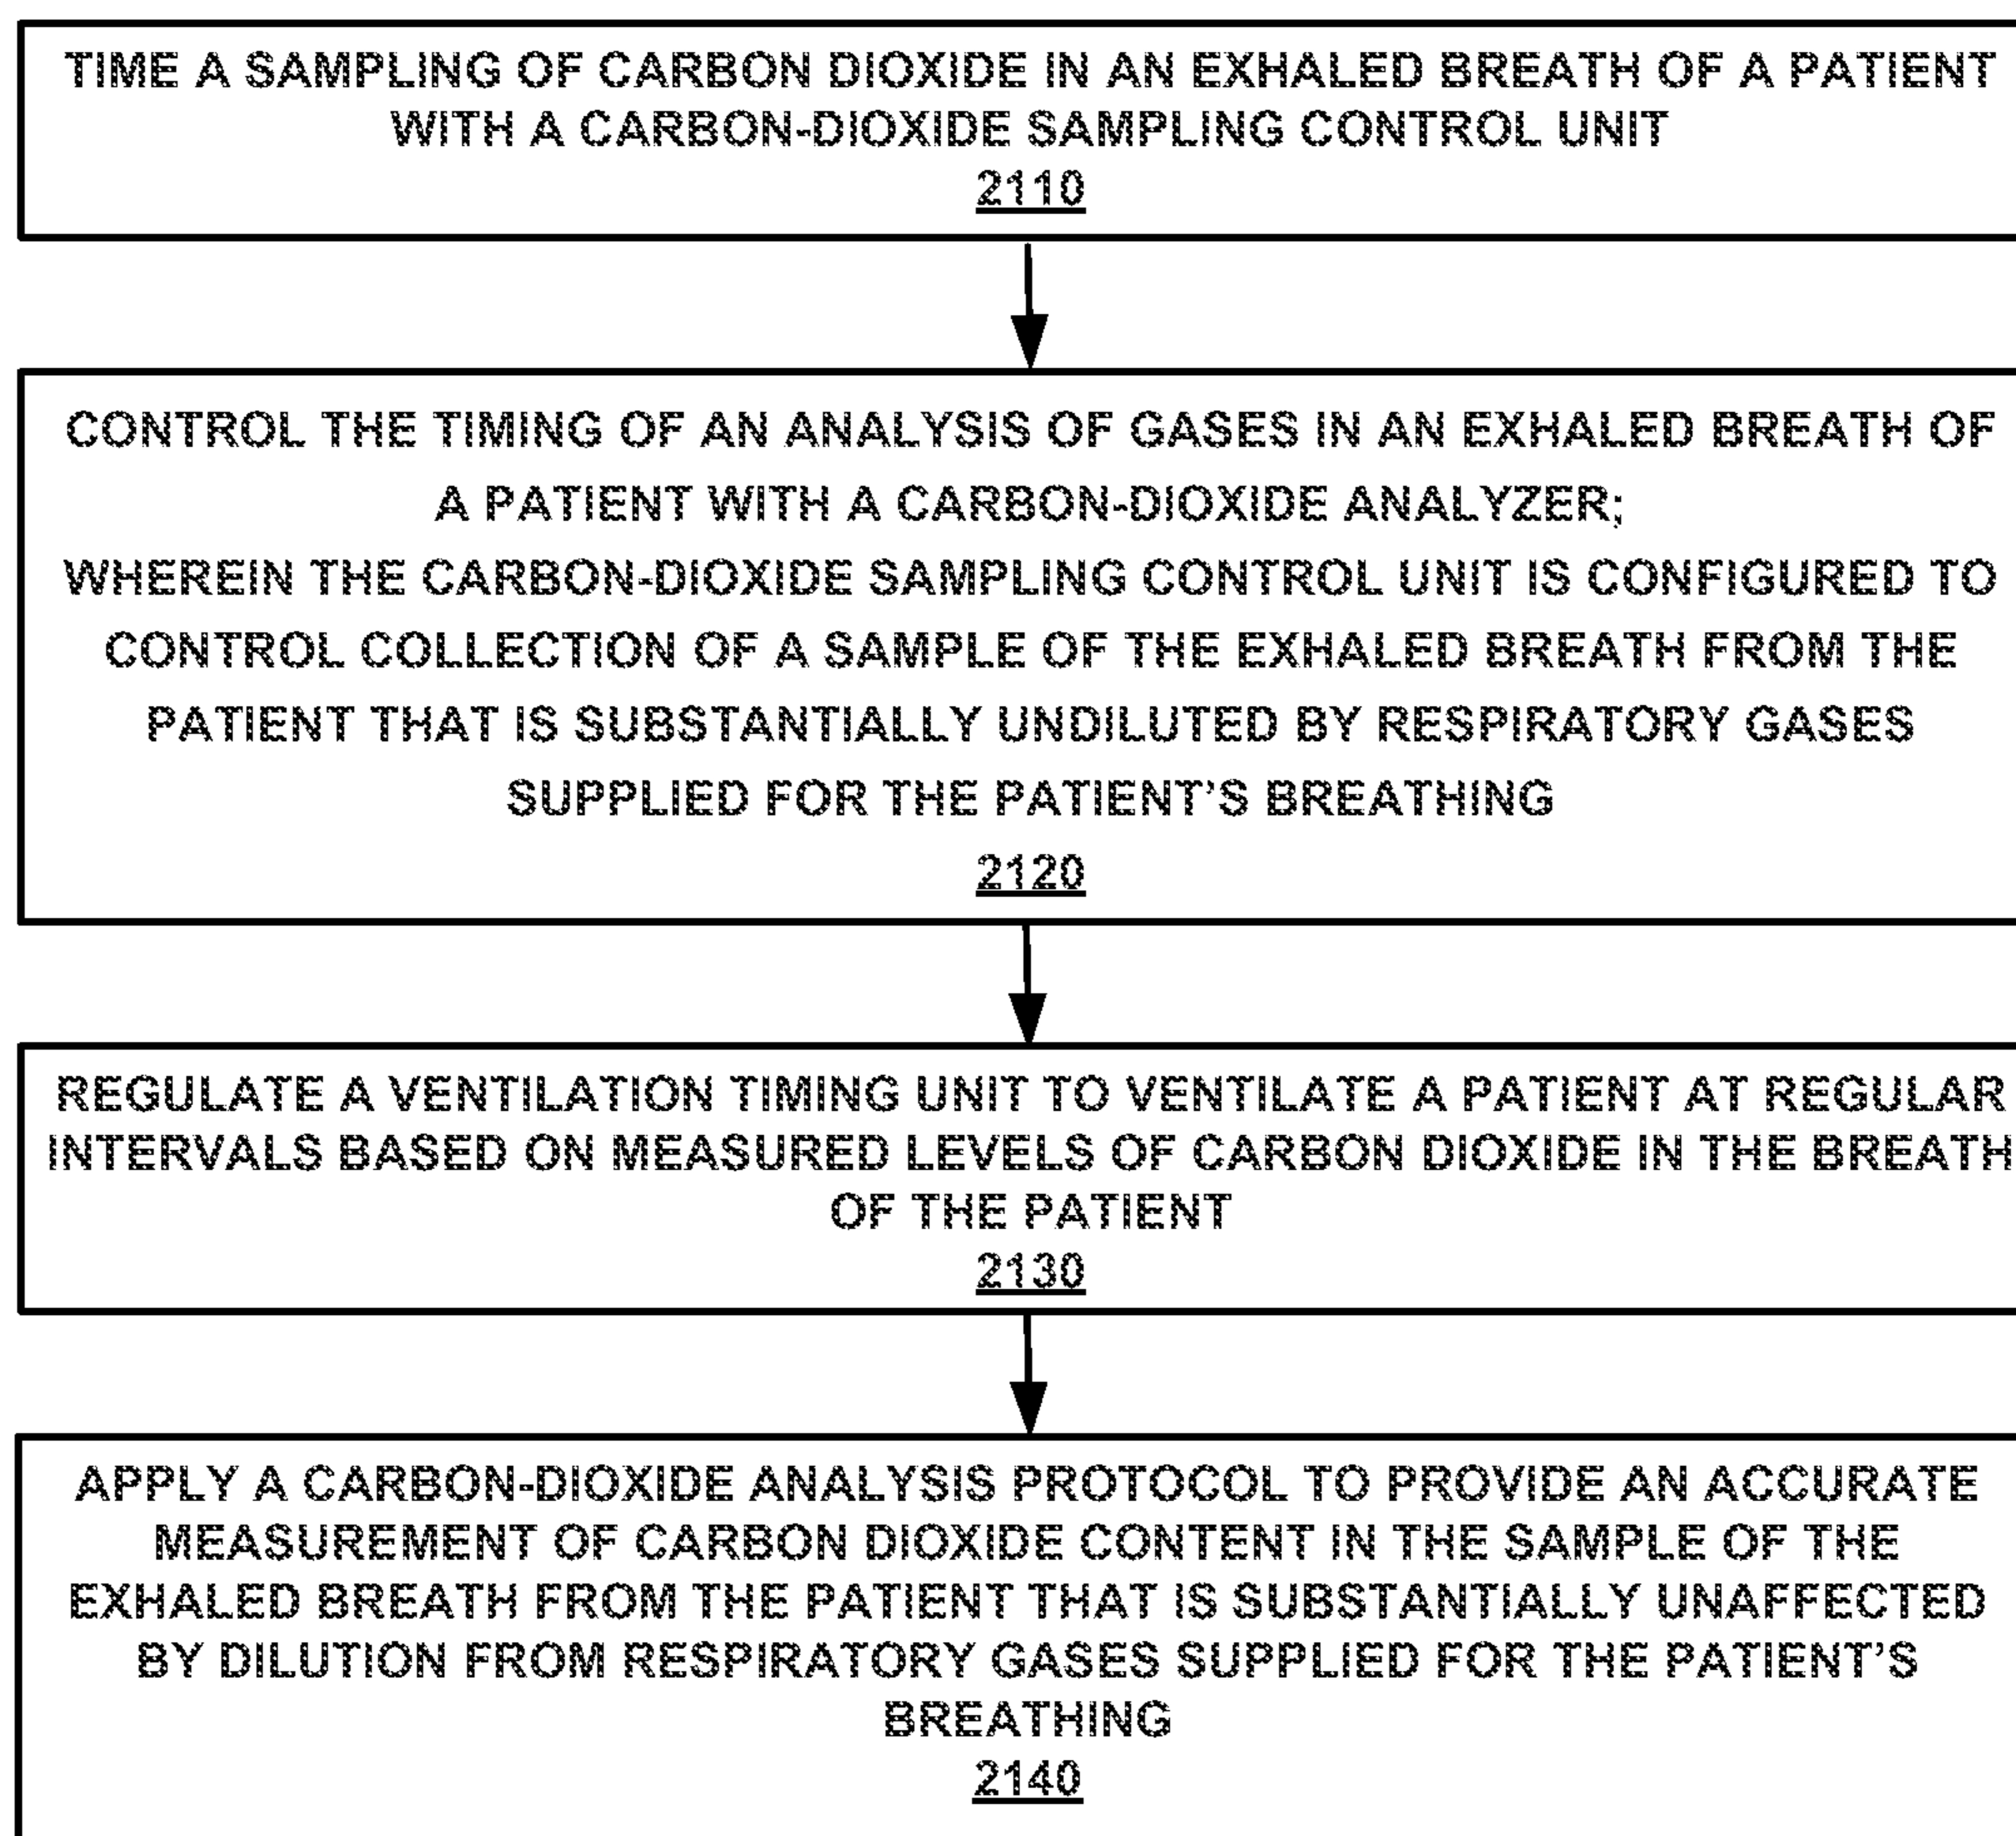 TIME A SAMPLING OF CARBON DIOXIDE IN AN EXHALED BREATH OF A PATIENT
WITH A CARBON-DIOXIDE SAMPLING CONTROL UNIT
2110
CONTROL THE TIMING OF AN ANALYSIS OF GASES IN AN EXHALED BREATH OF
A PATIENT WITH A CARBON-DIOXIDE ANALYZER;
WHEREIN THE CARBON-DIOXIDE SAMPLING CONTROL UNIT IS CONFIGURED TO
CONTROL COLLECTION OF A SAMPLE OF THE EXHALED BREATH FROM THE
PATIENT THAT IS SUBSTANTIALLY UNDILUTED BY RESPIRATORY GASES
SUPPLIED FOR THE PATIENT’S BREATHING
2120
REGULATE A VENTILATION TIMING UNIT TO VENTILATE A PATIENT AT REGULAR
INTERVALS BASED ON MEASURED LEVELS OF CARBON DIOXIDE IN THE BREATH
OF THE PATIENT
2130
APPLY A CARBON-DIOXIDE ANALYSIS PROTOCOL TO PROVIDE AN ACCURATE
MEASUREMENT OF CARBON DIOXIDE CONTENT IN THE SAMPLE OF THE
EXHALED BREATH FROM THE PATIENT THAT IS SUBSTANTIALLY UNAFFECTED
BY DILUTION FROM RESPIRATORY GASES SUPPLIED FOR THE PATIENT’S
BREATHING
2140